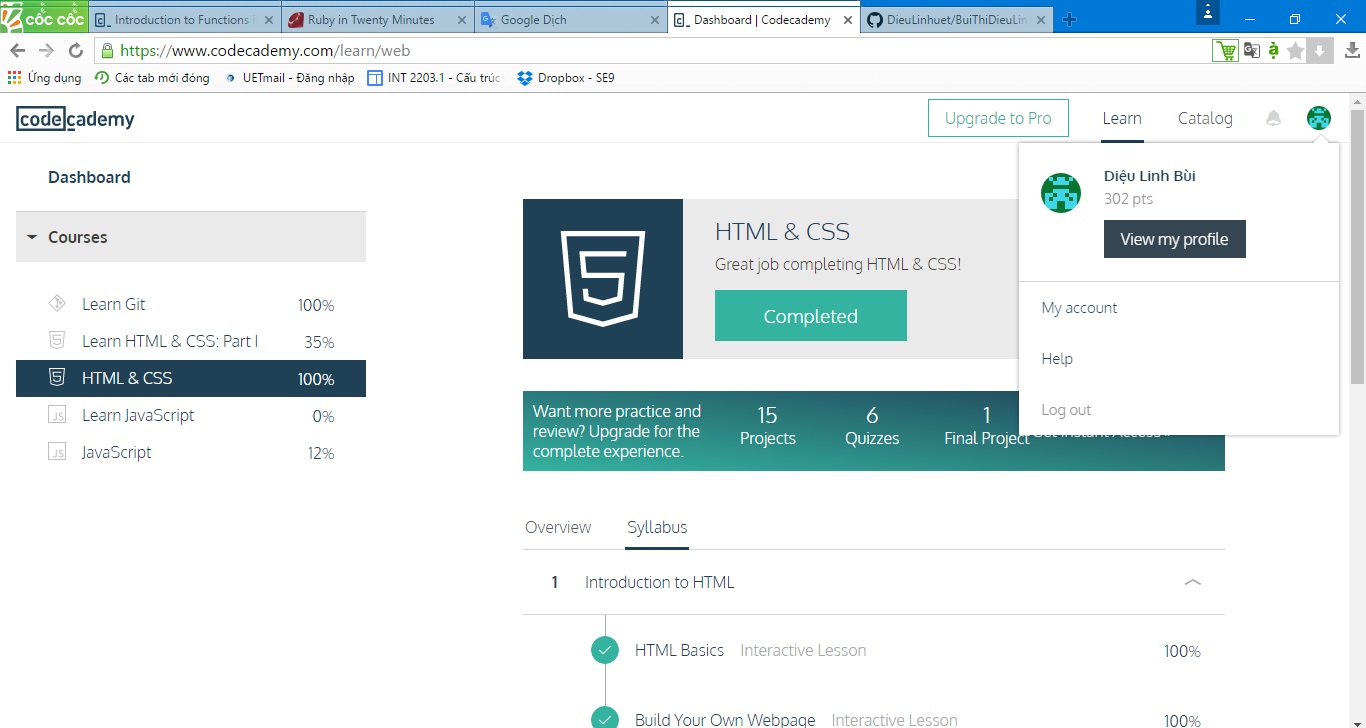 cốc cốc
Introduction to Functions
Ruby in Twenty Minutes
Google Dịch
Dashboard | Codecademy
DieuLinhuet/BuiThiDieuLin
https://www.codecademy.com/learn/web
Ứng dụng
Các tab mới đóng
UETmail - Đăng nhập
INT 2203.1 - Cấu trúc
Dropbox - SE9
codecademy
Upgrade to Pro
Learn
Catalog
Diệu Linh Bùi
302 pts
View my profile
My account
Help
Log out
Dashboard
Courses
Learn Git 100%
Learn HTML & CSS: Part I 35%
HTML & CSS 100%
JS Learn JavaScript 0%
JS JavaScript 12%
HTML & CSS
Great job completing HTML & CSS!
Completed
Want more practice and
review? Upgrade for the
complete experience.
15
Projects
6
Quizzes
1
Final Project
Overview
Syllabus
1 Introduction to HTML
HTML Basics Interactive Lesson 100%
Build Your Own Webpage Interactive Lesson 100%